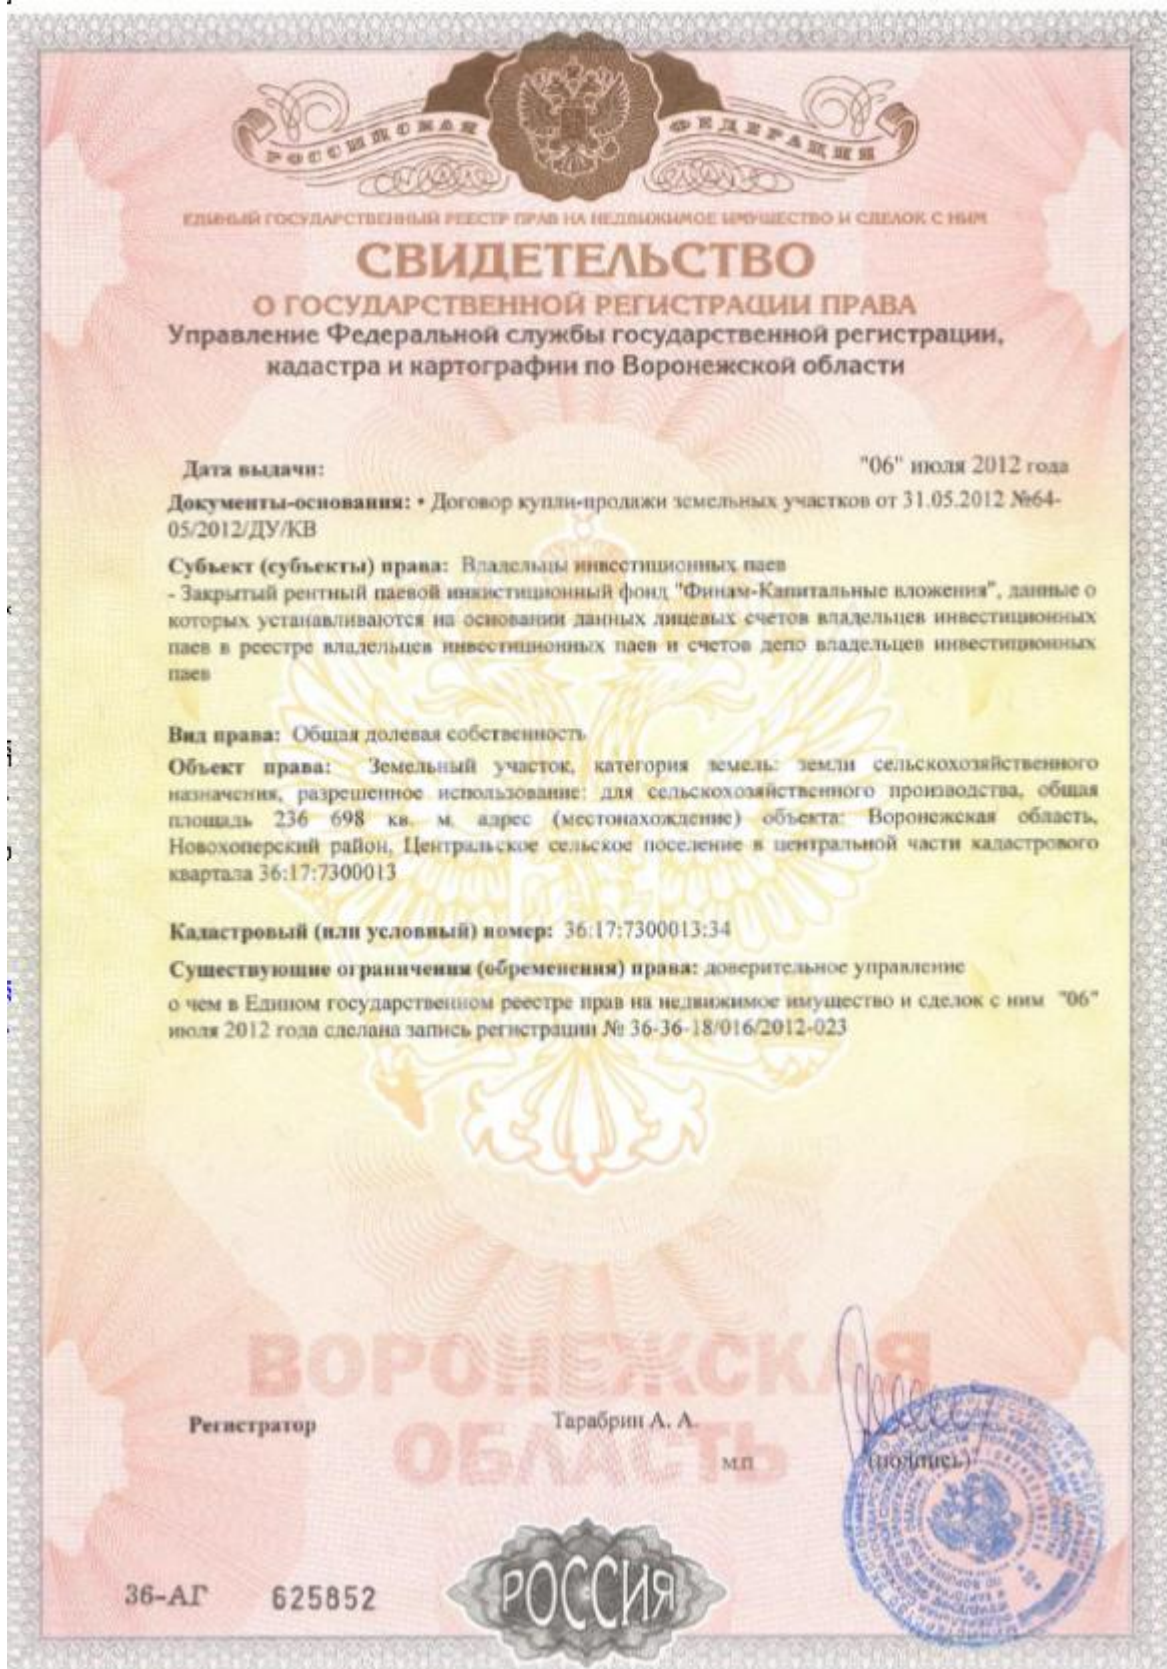 РОССИЙСКАЯ ФЕДЕРАЦИЯ
ЕДИНЫЙ ГОСУДАРСТВЕННЫЙ РЕЕСТР ПРАВ НА НЕДВИЖИМОЕ ИМУЩЕСТВО И СДЕЛОК С НИМ
СВИДЕТЕЛЬСТВО
О ГОСУДАРСТВЕННОЙ РЕГИСТРАЦИИ ПРАВА
Управление Федеральной службы государственной регистрации,
кадастра и картографии по Воронежской области
Дата выдачи: "06" июля 2012 года
Документы-основания: • Договор купли-продажи земельных участков от 31.05.2012 №64-
05/2012/ДУ/КВ
Субъект (субъекты) права: Владельцы инвестиционных паев
- Закрытый рентный паевой инвистиционный фонд "Финам-Капитальные вложения", данные о
которых устанавливаются на основании данных лицевых счетов владельцев инвестиционных
паев в реестре владельцев инвестиционных паев и счетов депо владельцев инвестиционных
паев
Вид права: Общая долевая собственность
Объект права: Земельный участок, категория земель: земли сельскохозяйственного
назначения, разрешенное использование: для сельскохозяйственного производства, общая
площадь 236 698 кв. м, адрес (местонахождение) объекта: Воронежская область,
Новохоперский район, Центральское сельское поселение в центральной части кадастрового
квартала 36:17:7300013
Кадастровый (или условный) номер: 36:17:7300013:34
Существующие ограничения (обременения) права: доверительное управление
о чем в Едином государственном реестре прав на недвижимое имущество и сделок с ним "06"
июля 2012 года сделана запись регистрации № 36-36-18/016/2012-023
ВОРОНЕЖСКАЯ
ОБЛАСТЬ
Регистратор Тарабрин А. А.
м.п. (подпись)
36-АГ 625852
РОССИЯ